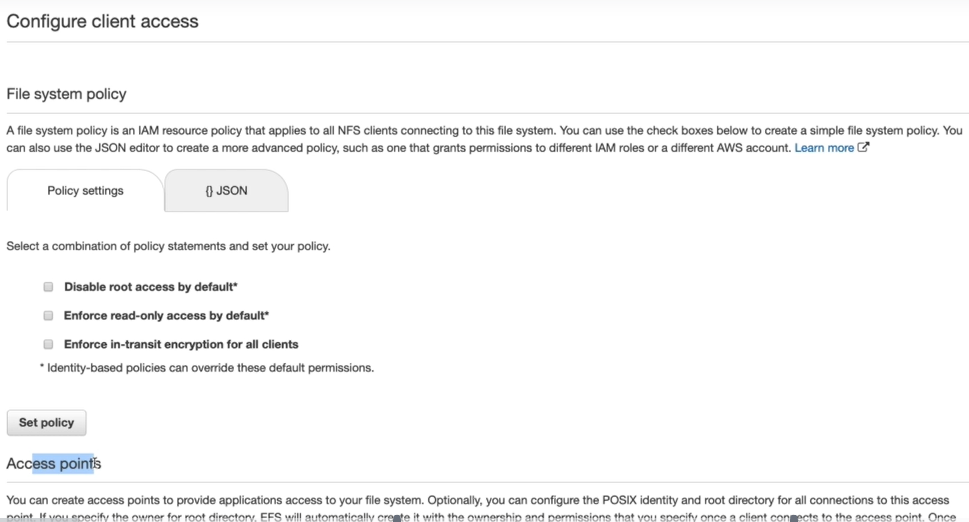 Configure client access
File system policy
A file system policy is an IAM resource policy that applies to all NFS clients connecting to this file system. You can use the check boxes below to create a simple file system policy. You
can also use the JSON editor to create a more advanced policy, such as one that grants permissions to different IAM roles or a different AWS account. Learn more
Policy settings
{} JSON
Select a combination of policy statements and set your policy.
Disable root access by default*
Enforce read-only access by default*
Enforce in-transit encryption for all clients
* Identity-based policies can override these default permissions.
Set policy
Access points
You can create access points to provide applications access to your file system. Optionally, you can configure the POSIX identity and root directory for all connections to this access
point. If you specify the owner for root directory, EFS will automatically create it with the ownership and permissions that you specify once a client connects to the access point. Once